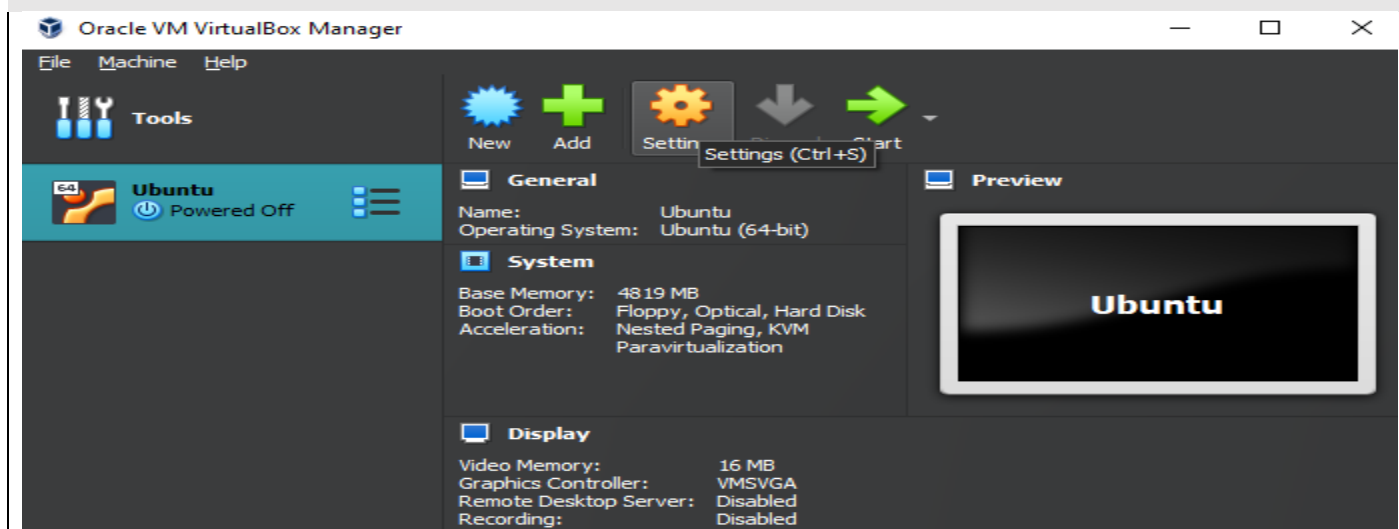 Oracle VM VirtualBox Manager
File Machine Help
Tools
New Add Settin Start
Settings (Ctrl+S)
64
Ubuntu
Powered Off
General
Name: Ubuntu
Operating System: Ubuntu (64-bit)
System
Base Memory: 4819 MB
Boot Order: Floppy, Optical, Hard Disk
Acceleration: Nested Paging, KVM
Paravirtualization
Preview
Ubuntu
Display
Video Memory: 16 MB
Graphics Controller: VMSVGA
Remote Desktop Server: Disabled
Recording: Disabled